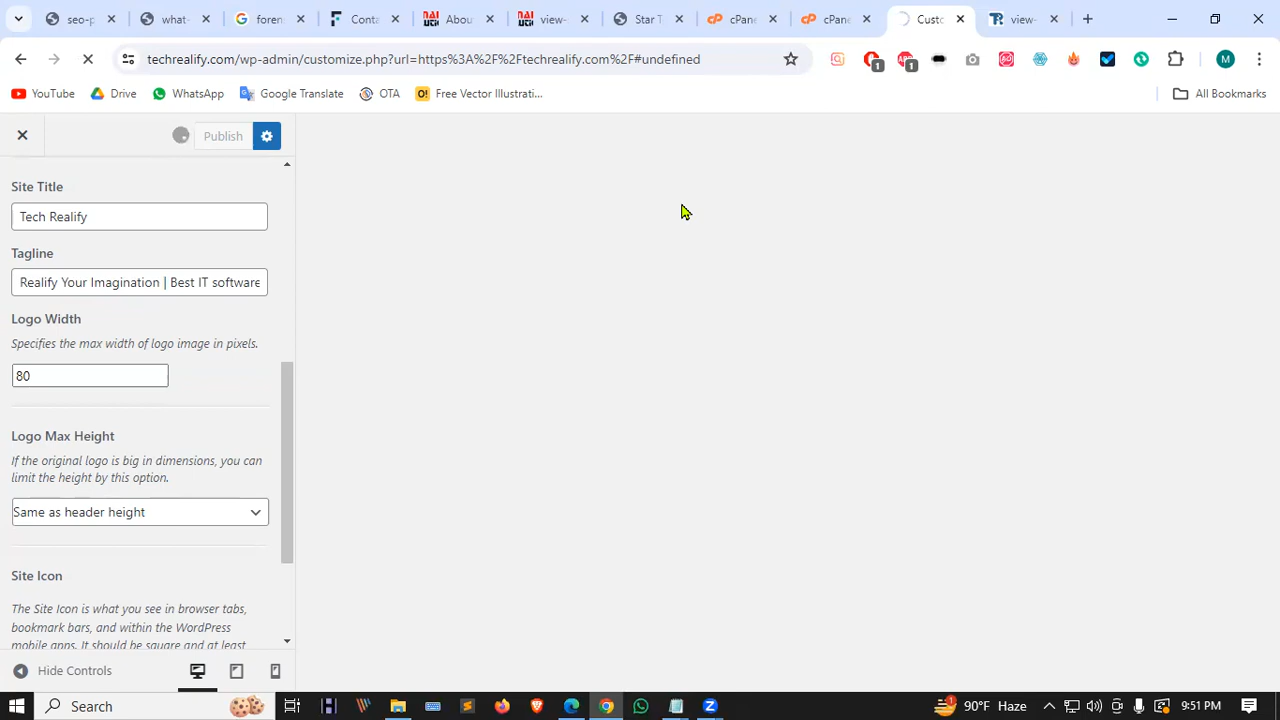 seo-p
what-
foren
Conta
Abou
view-
Star T
cPane
cPane
Custo
view-
techrealify.com/wp-admin/customize.php?url=https%3A%2F%2Ftechrealify.com%2F#undefined
1
1
M
YouTube
Drive
WhatsApp
Google Translate
OTA
Free Vector Illustrati...
All Bookmarks
Publish
Site Title
Tech Realify
Tagline
Realify Your Imagination | Best IT software
Logo Width
Specifies the max width of logo image in pixels.
80
Logo Max Height
If the original logo is big in dimensions, you can
limit the height by this option.
Same as header height
Site Icon
The Site Icon is what you see in browser tabs,
bookmark bars, and within the WordPress
mobile apps. It should be square and at least
Hide Controls
Search
1
90°F Haze
9:51 PM